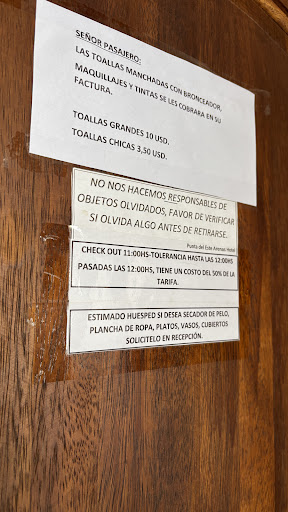 SEÑOR PASAJERO:
LAS TOALLAS MANCHADAS CON BRONCEADOR,
MAQUILLAJES Y TINTAS SE LES COBRARA EN SU
FACTURA.
TOALLAS GRANDES 10 USD.
TOALLAS CHICAS 3,50 USD.
NO NOS HACEMOS RESPONSABLES DE
OBJETOS OLVIDADOS, FAVOR DE VERIFICAR
SI OLVIDA ALGO ANTES DE RETIRARSE.
Punta del Este Arenas Hotel
CHECK OUT 11:00HS-TOLERANCIA HASTA LAS 12:00HS
PASADAS LAS 12:00HS, TIENE UN COSTO DEL 50% DE LA
TARIFA.
ESTIMADO HUESPED SI DESEA SECADOR DE PELO,
PLANCHA DE ROPA, PLATOS, VASOS, CUBIERTOS
SOLICITELO EN RECEPCIÓN.